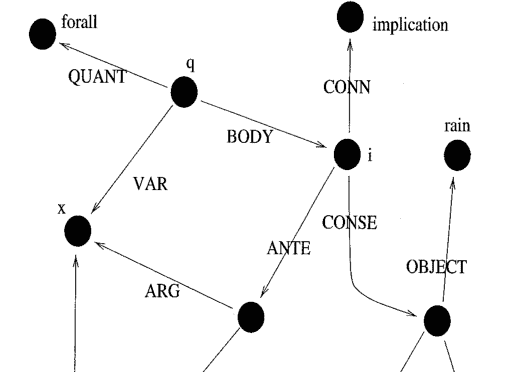 forall
implication
QUANT
q
CONN
BODY
rain
i
VAR
x
CONSE
ANTE
OBJECT
ARG